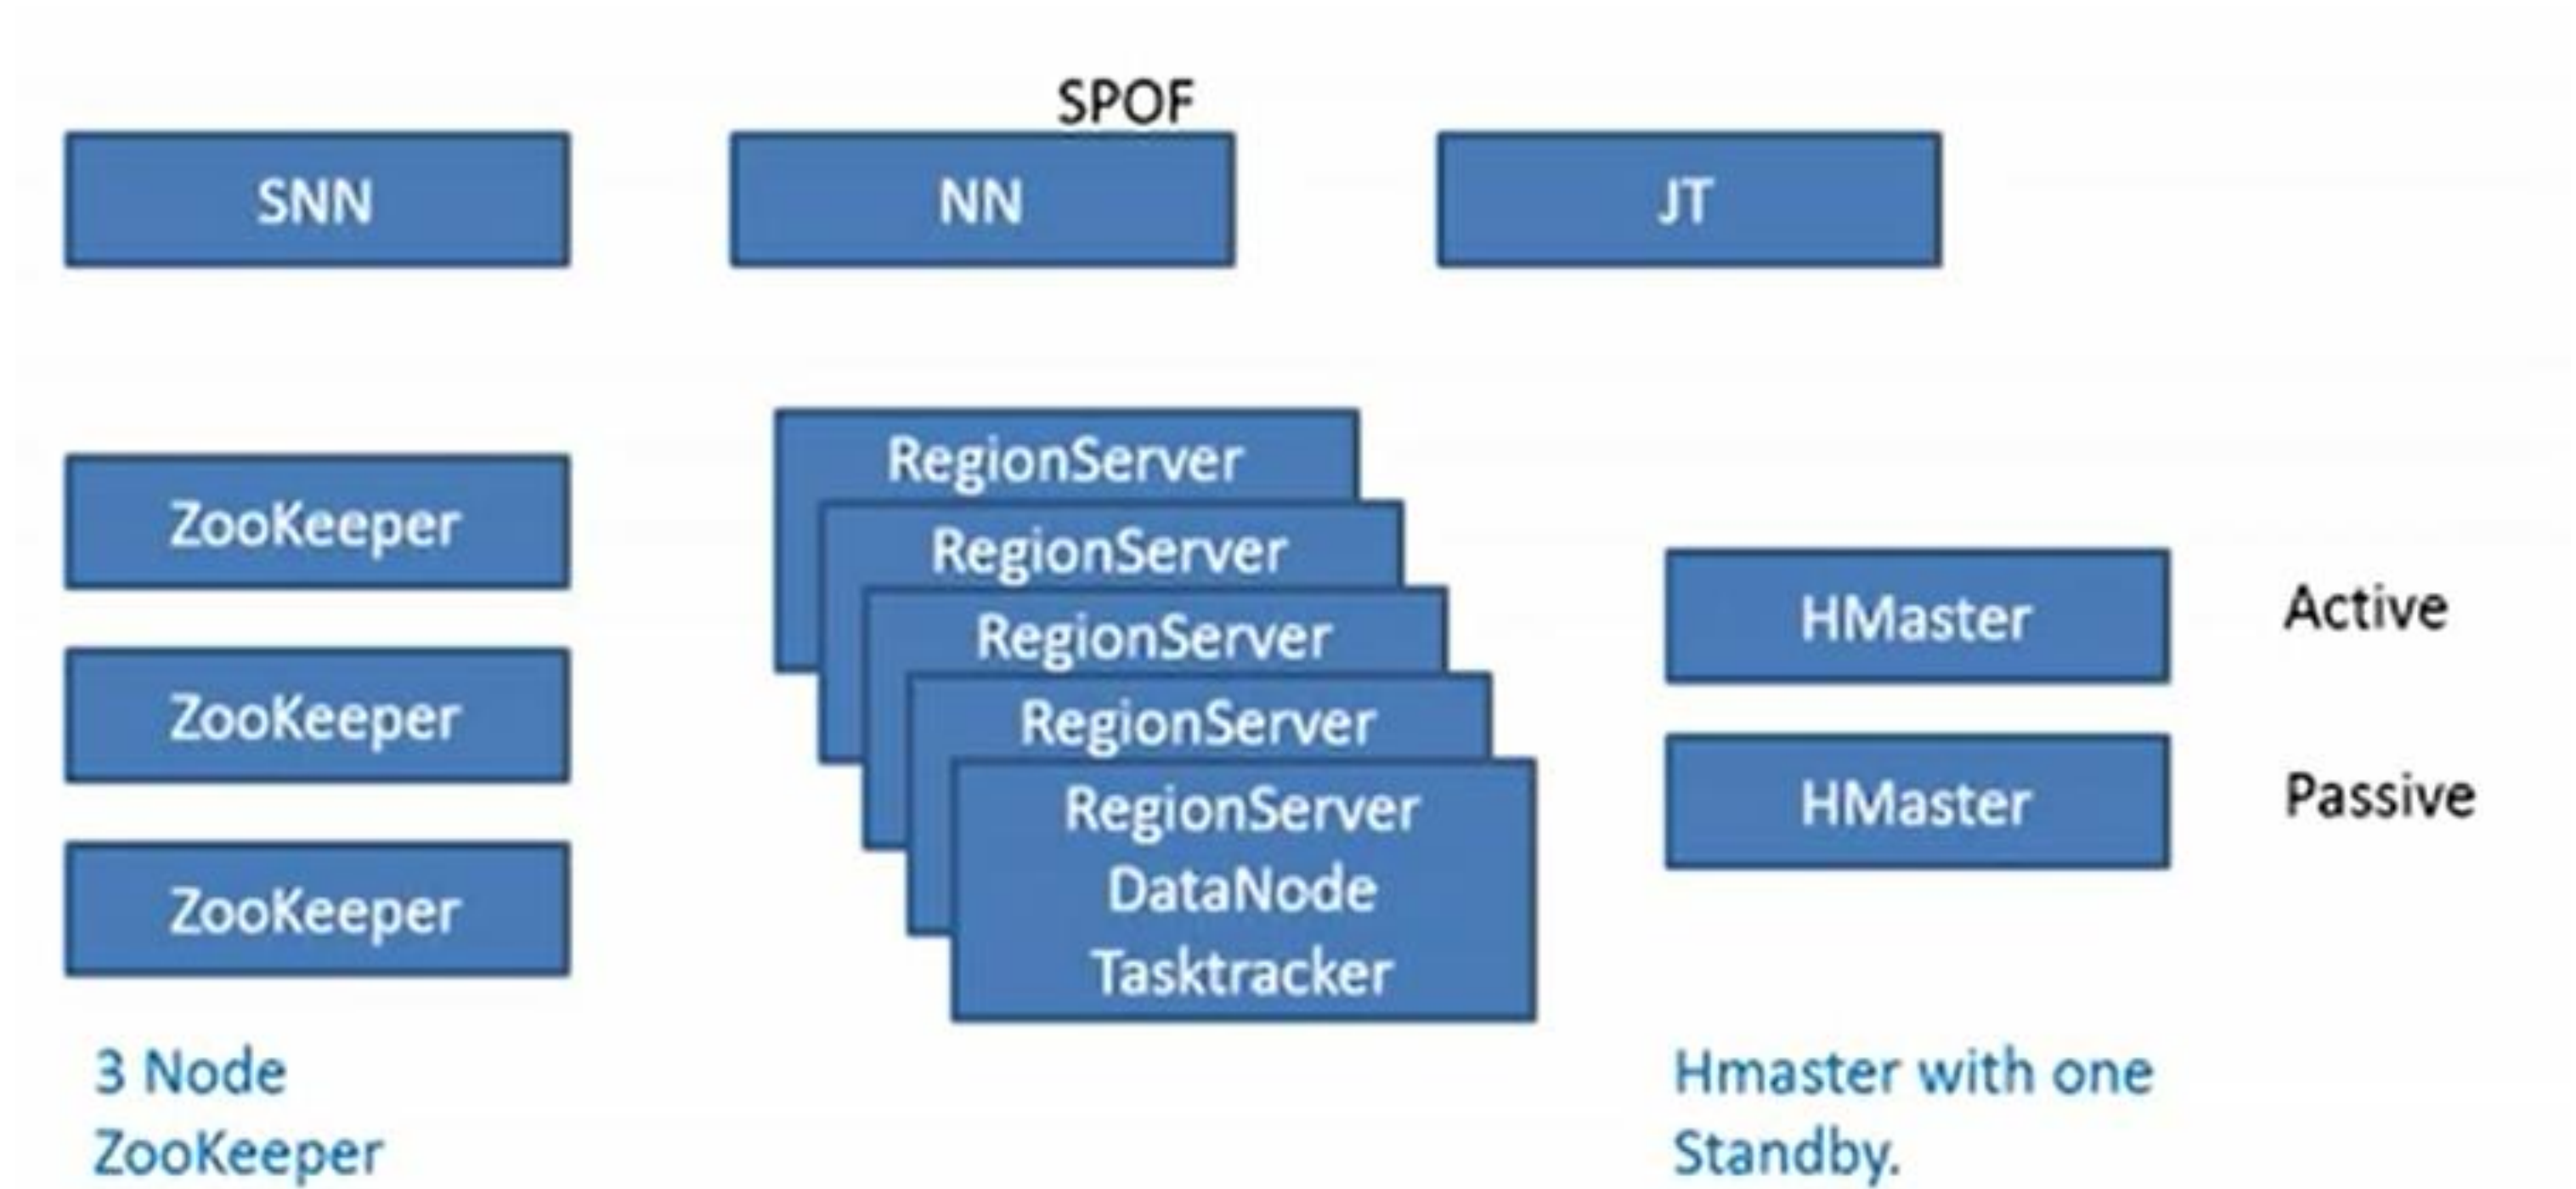 SPOF
SNN
NN
JT
ZooKeeper
ZooKeeper
ZooKeeper
3 Node
ZooKeeper
RegionServer
RegionServer
RegionServer
RegionServer
RegionServer
DataNode
Tasktracker
HMaster
Active
HMaster
Passive
Hmaster with one
Standby.